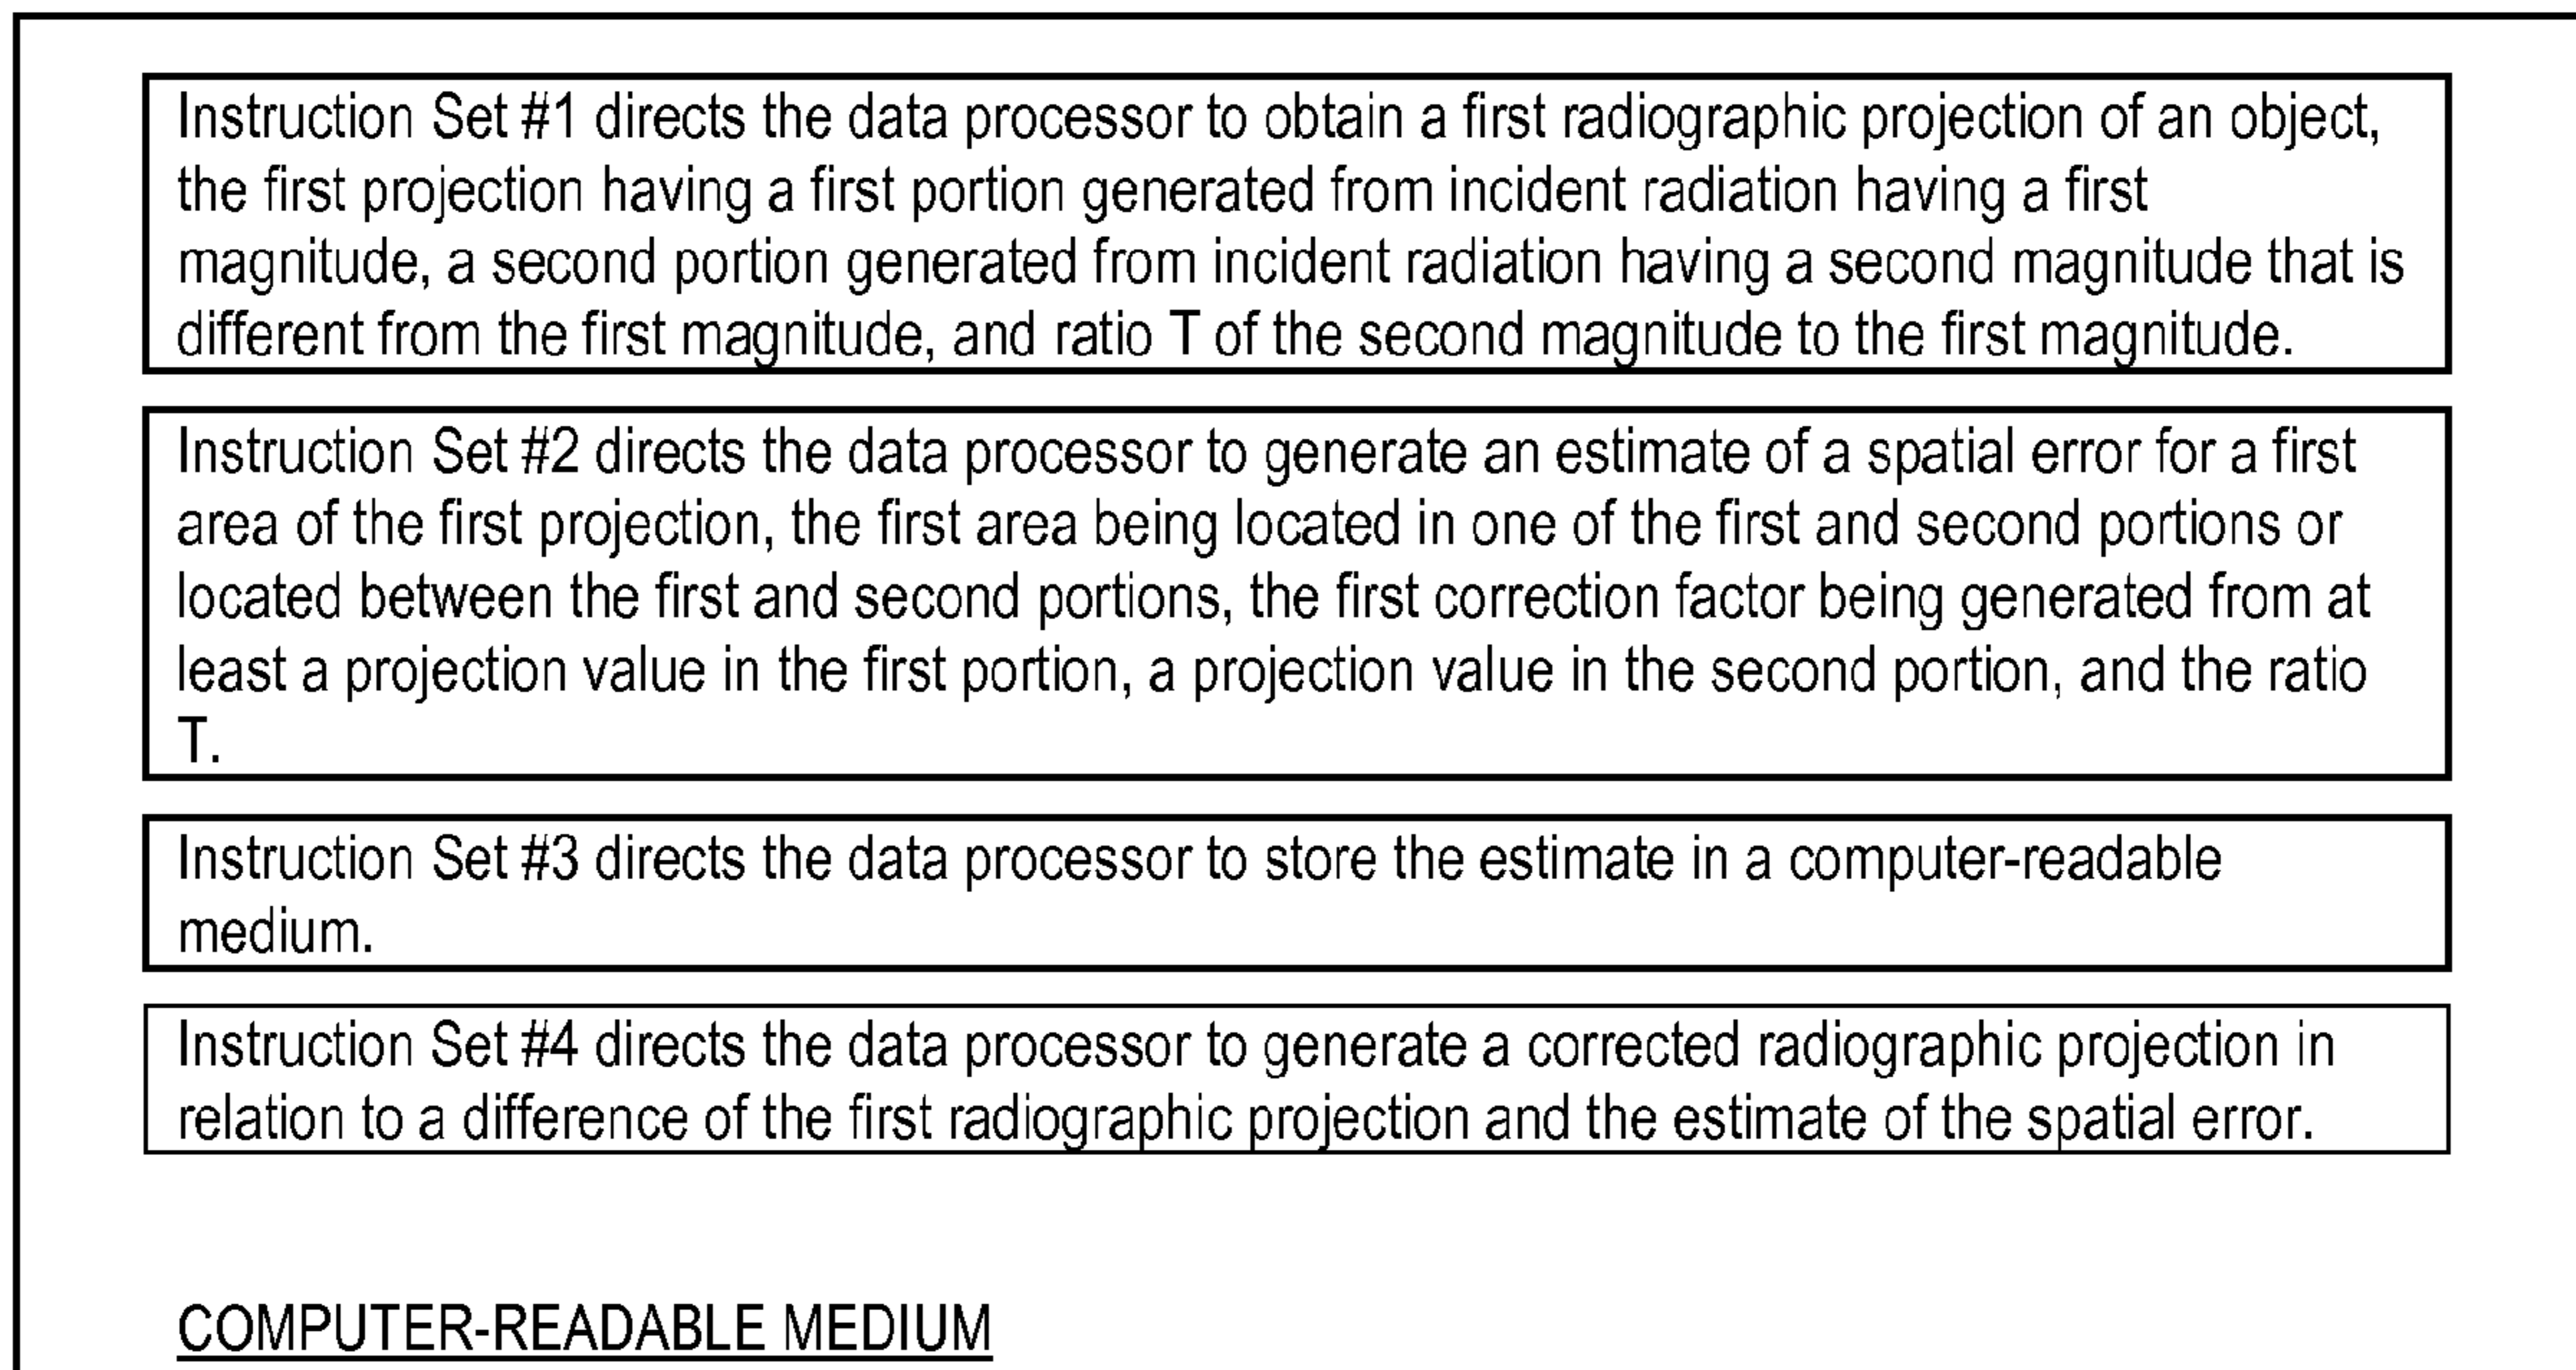 Instruction Set #1 directs the data processor to obtain a first radiographic projection of an object,
the first projection having a first portion generated from incident radiation having a first
magnitude, a second portion generated from incident radiation having a second magnitude that is
different from the first magnitude, and ratio T of the second magnitude to the first magnitude.
Instruction Set #2 directs the data processor to generate an estimate of a spatial error for a first
area of the first projection, the first area being located in one of the first and second portions or
located between the first and second portions, the first correction factor being generated from at
least a projection value in the first portion, a projection value in the second portion, and the ratio
T.
Instruction Set #3 directs the data processor to store the estimate in a computer-readable
medium.
Instruction Set #4 directs the data processor to generate a corrected radiographic projection in
relation to a difference of the first radiographic projection and the estimate of the spatial error.
COMPUTER-READABLE MEDIUM